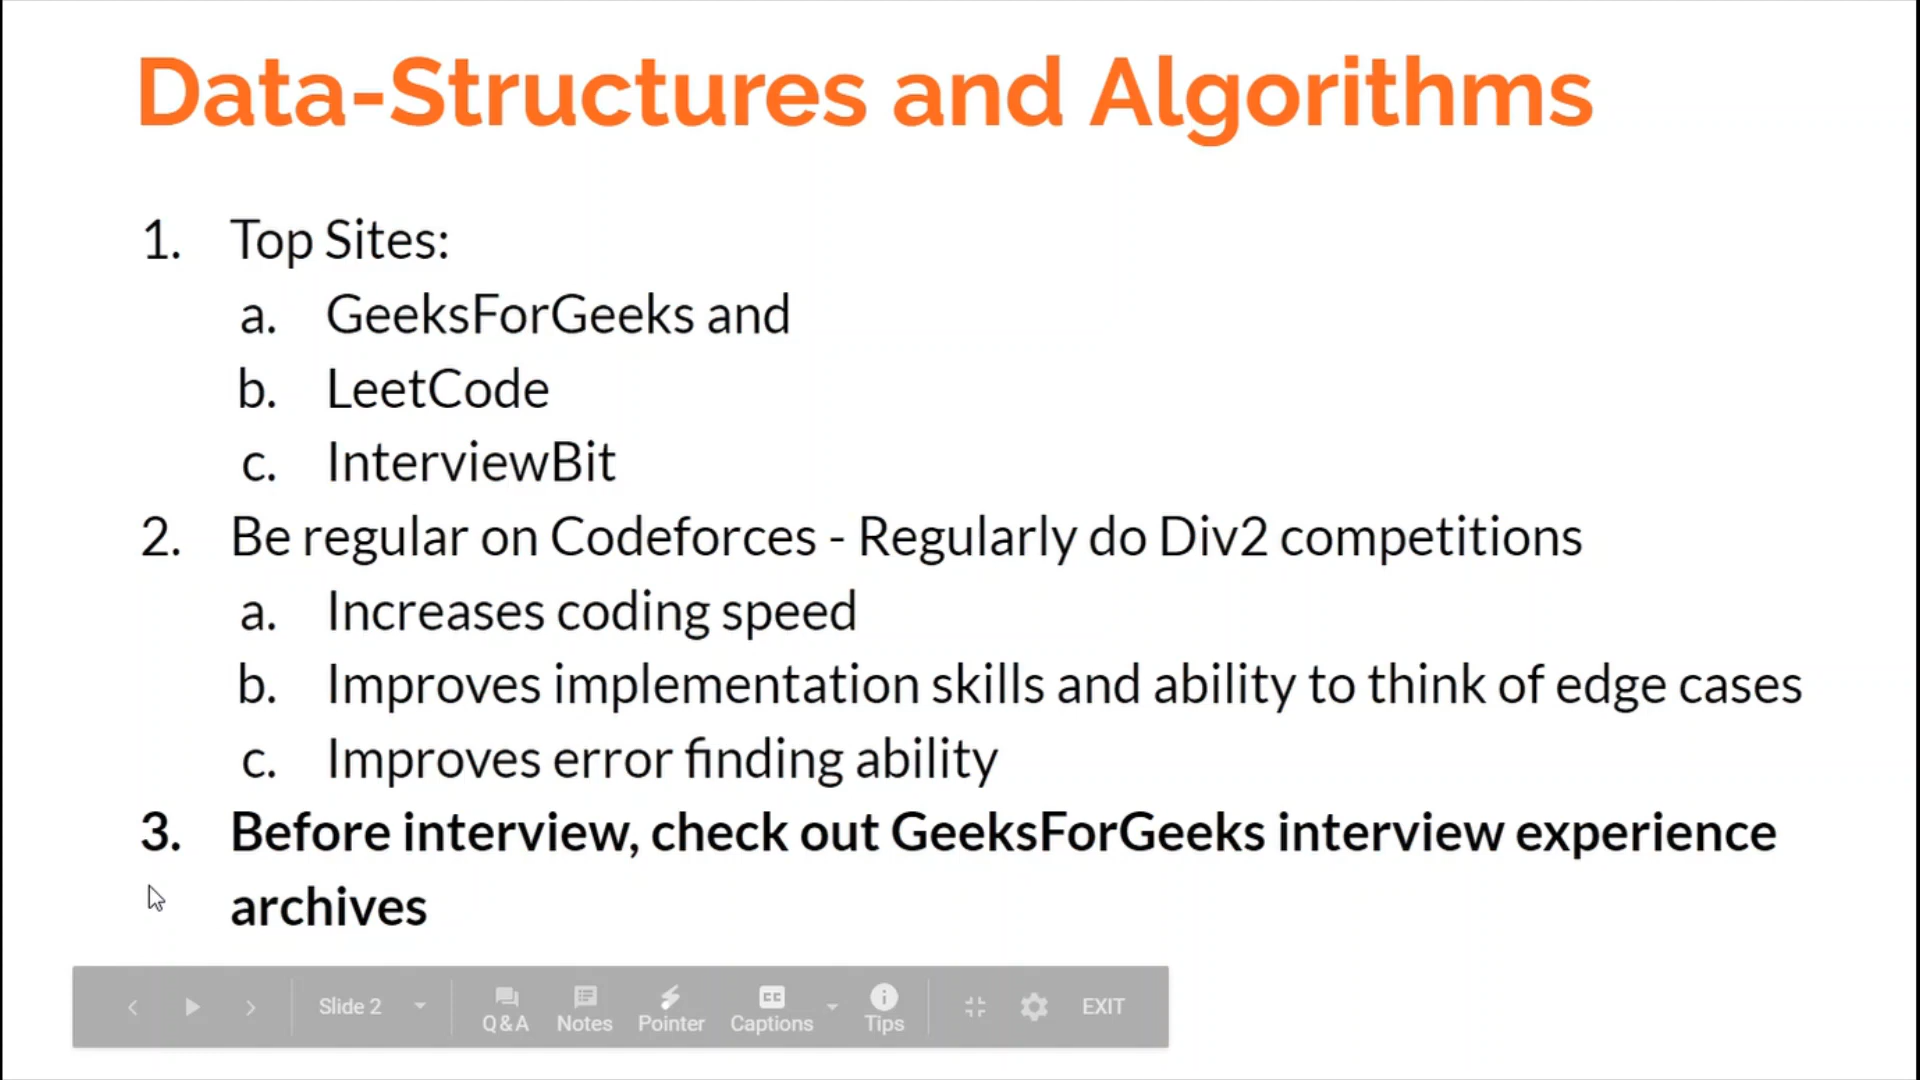 Data-Structures and Algorithms
1. Top Sites:
a. GeeksForGeeks and
b. LeetCode
c. InterviewBit
2. Be regular on Codeforces - Regularly do Div2 competitions
a. Increases coding speed
b. Improves implementation skills and ability to think of edge cases
c. Improves error finding ability
3. Before interview, check out GeeksForGeeks interview experience
archives
Slide 2 Q&A Notes Pointer CC Captions Tips EXIT